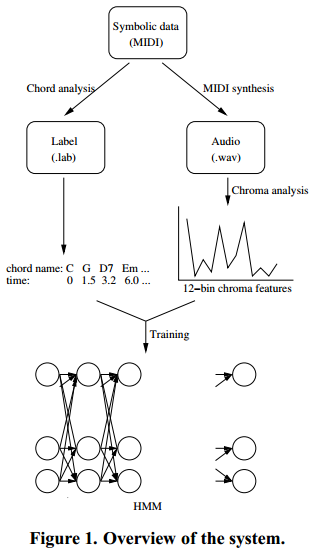 Symbolic data
(MIDI)
Chord analysis
MIDI synthesis
Label
(.lab)
Audio
(.wav)
Chroma analysis
chord name: C G D7 Em ...
time: 0 1.5 3.2 6.0 ...
12-bin chroma features
Training
HMM
Figure 1. Overview of the system.